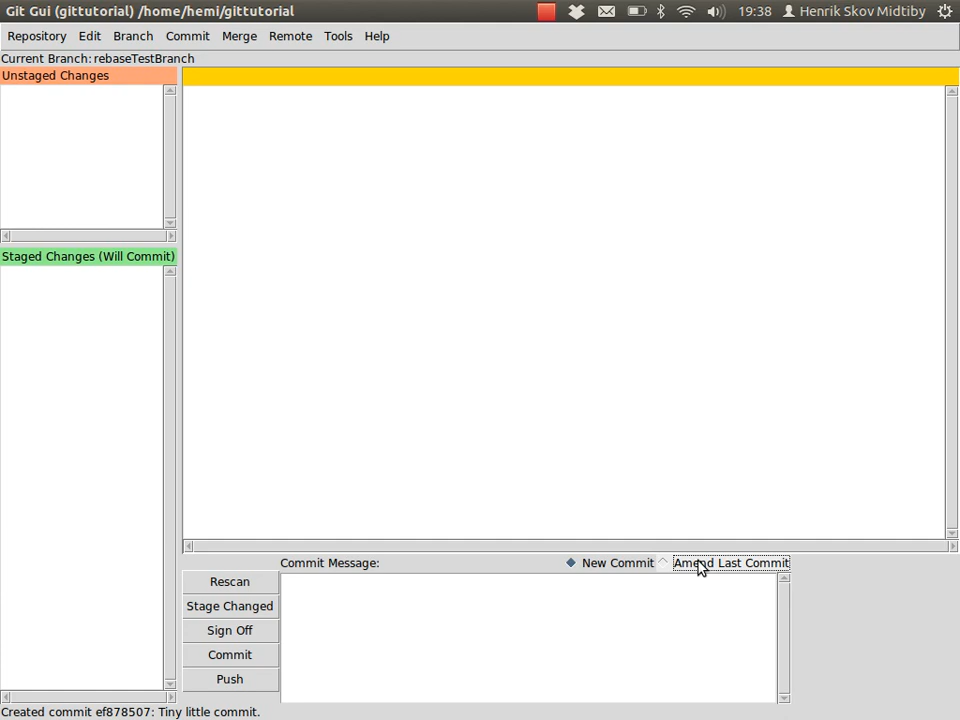 Git Gui (gittutorial) /home/hemi/gittutorial 19:38 Henrik Skov Midtiby
Repository Edit Branch Commit Merge Remote Tools Help
Current Branch: rebaseTestBranch
Unstaged Changes
Staged Changes (Will Commit)
Commit Message: New Commit Amend Last Commit
Rescan
Stage Changed
Sign Off
Commit
Push
Created commit ef878507: Tiny little commit.